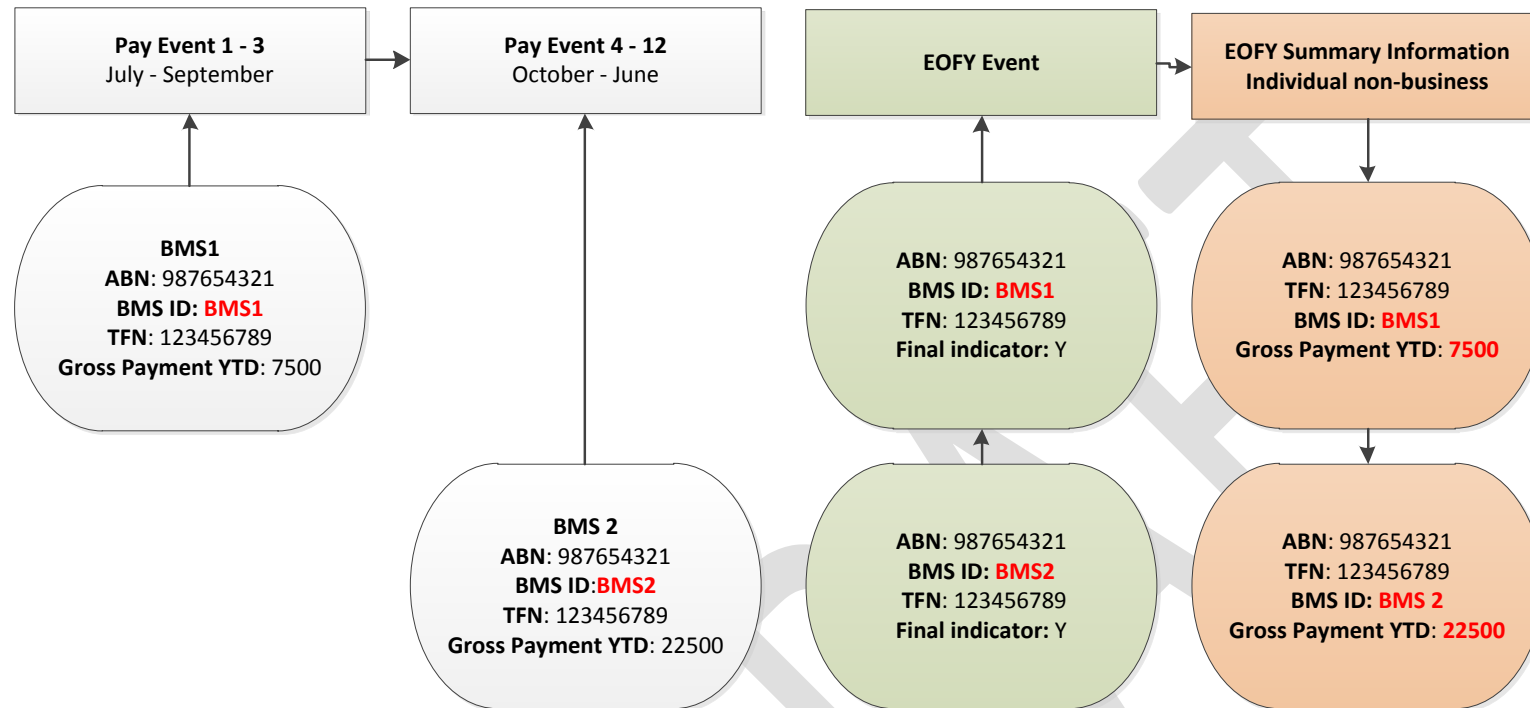 Pay Event 1 - 3
July - September
Pay Event 4 - 12
October - June
EOFY Event
EOFY Summary Information
Individual non-business
BMS1
ABN: 987654321
BMS ID: BMS1
TFN: 123456789
Gross Payment YTD: 7500
ABN: 987654321
BMS ID: BMS1
TFN: 123456789
Final indicator: Y
ABN: 987654321
TFN: 123456789
BMS ID: BMS1
Gross Payment YTD: 7500
BMS 2
ABN: 987654321
BMS ID:BMS2
TFN: 123456789
Gross Payment YTD: 22500
ABN: 987654321
BMS ID: BMS2
TFN: 123456789
Final indicator: Y
ABN: 987654321
TFN: 123456789
BMS ID: BMS 2
Gross Payment YTD: 22500